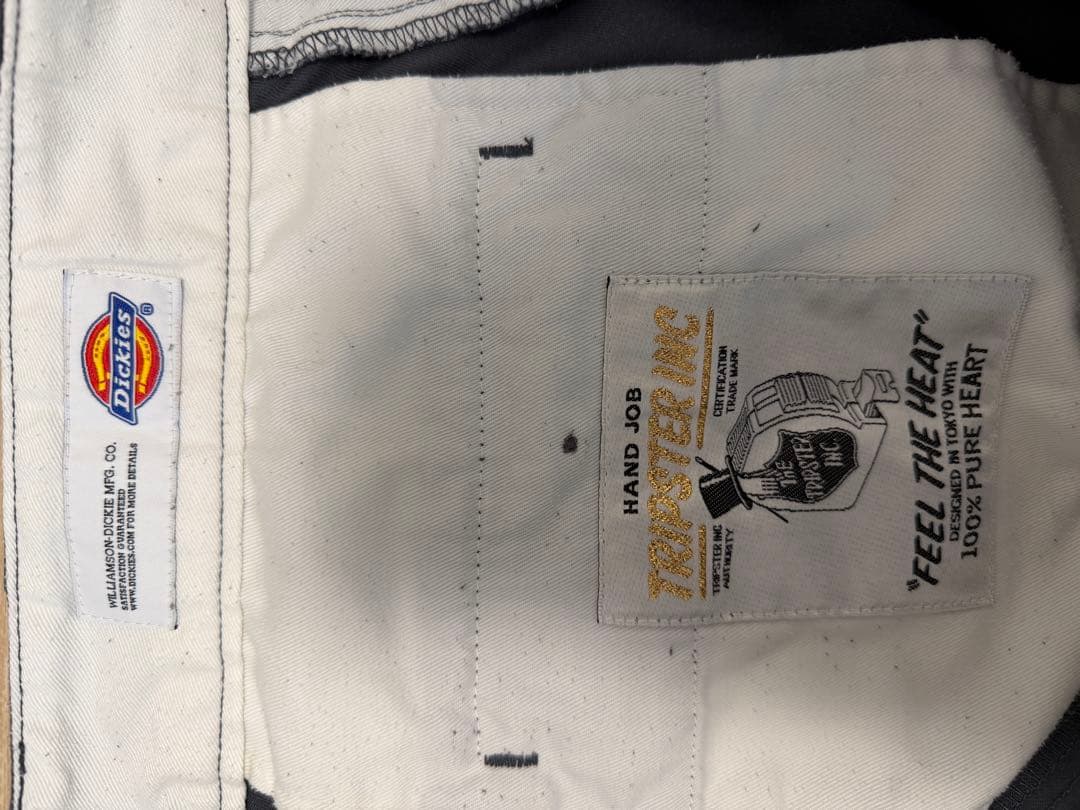 Dickies®
WILLIAMSON-DICKIE MFG. CO.
SATISFACTION GUARANTEED
WWW.DICKIES.COM FOR MORE DETAILS
HAND JOB
TRIPSTER INC
TRIPSTER INC AUTHORITY
CERTIFICATION TRADE MARK
THE
TRIPSTER
INC.
"FEEL THE HEAT"
DESIGNED IN TOKYO WITH
100% PURE HEART